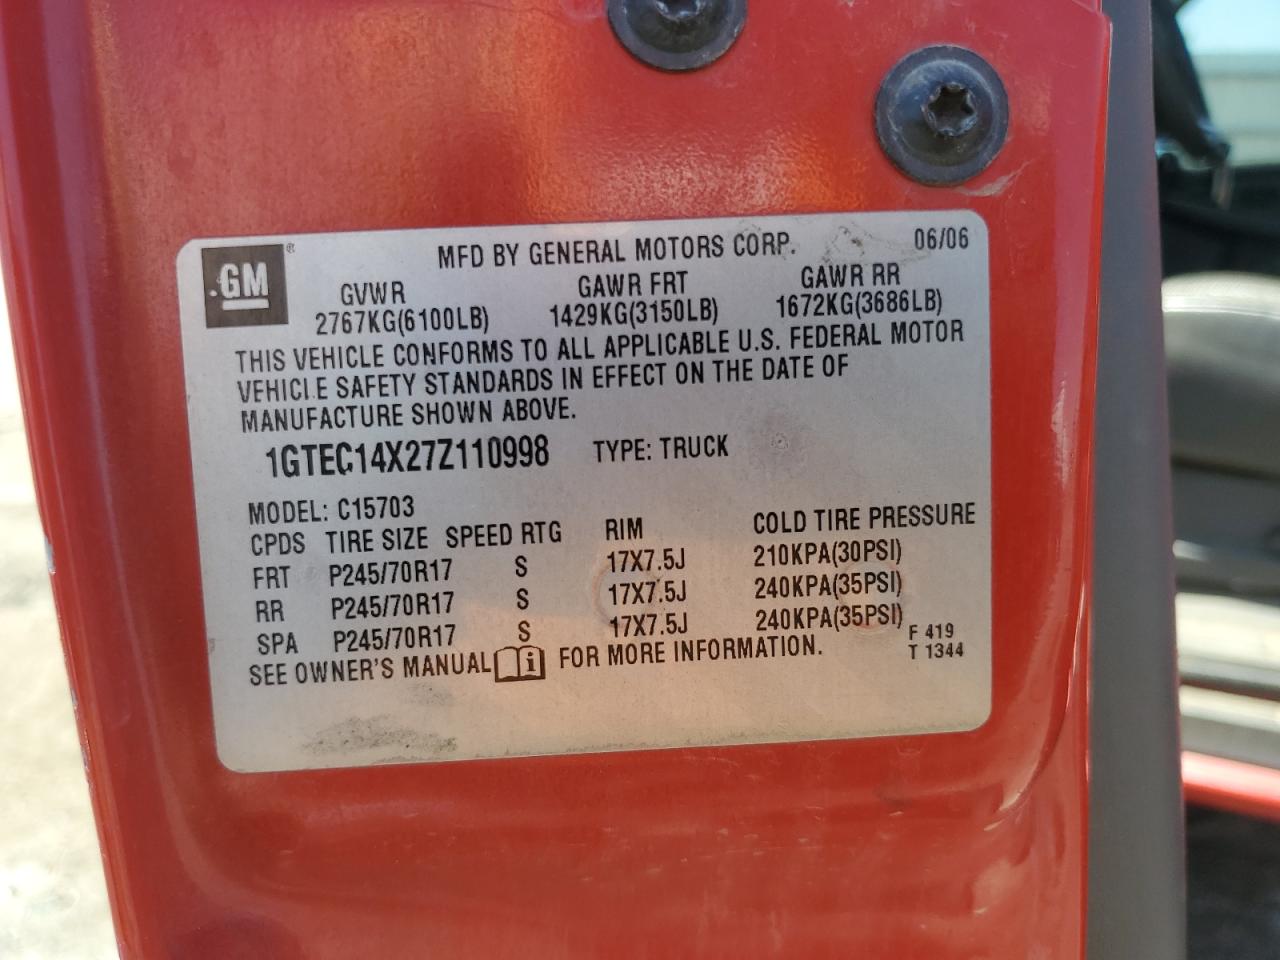 GM ® MFD BY GENERAL MOTORS CORP. 06/06
GVWR GAWR FRT GAWR RR
2767KG(6100LB) 1429KG(3150LB) 1672KG(3686LB)
THIS VEHICLE CONFORMS TO ALL APPLICABLE U.S. FEDERAL MOTOR
VEHICLE SAFETY STANDARDS IN EFFECT ON THE DATE OF
MANUFACTURE SHOWN ABOVE.
1GTEC14X27Z110998 TYPE: TRUCK
MODEL: C15703
CPDS TIRE SIZE SPEED RTG RIM COLD TIRE PRESSURE
FRT P245/70R17 S 17X7.5J 210KPA(30PSI)
RR P245/70R17 S 17X7.5J 240KPA(35PSI)
SPA P245/70R17 S 17X7.5J 240KPA(35PSI)
SEE OWNER'S MANUAL i FOR MORE INFORMATION.
F 419
T 1344